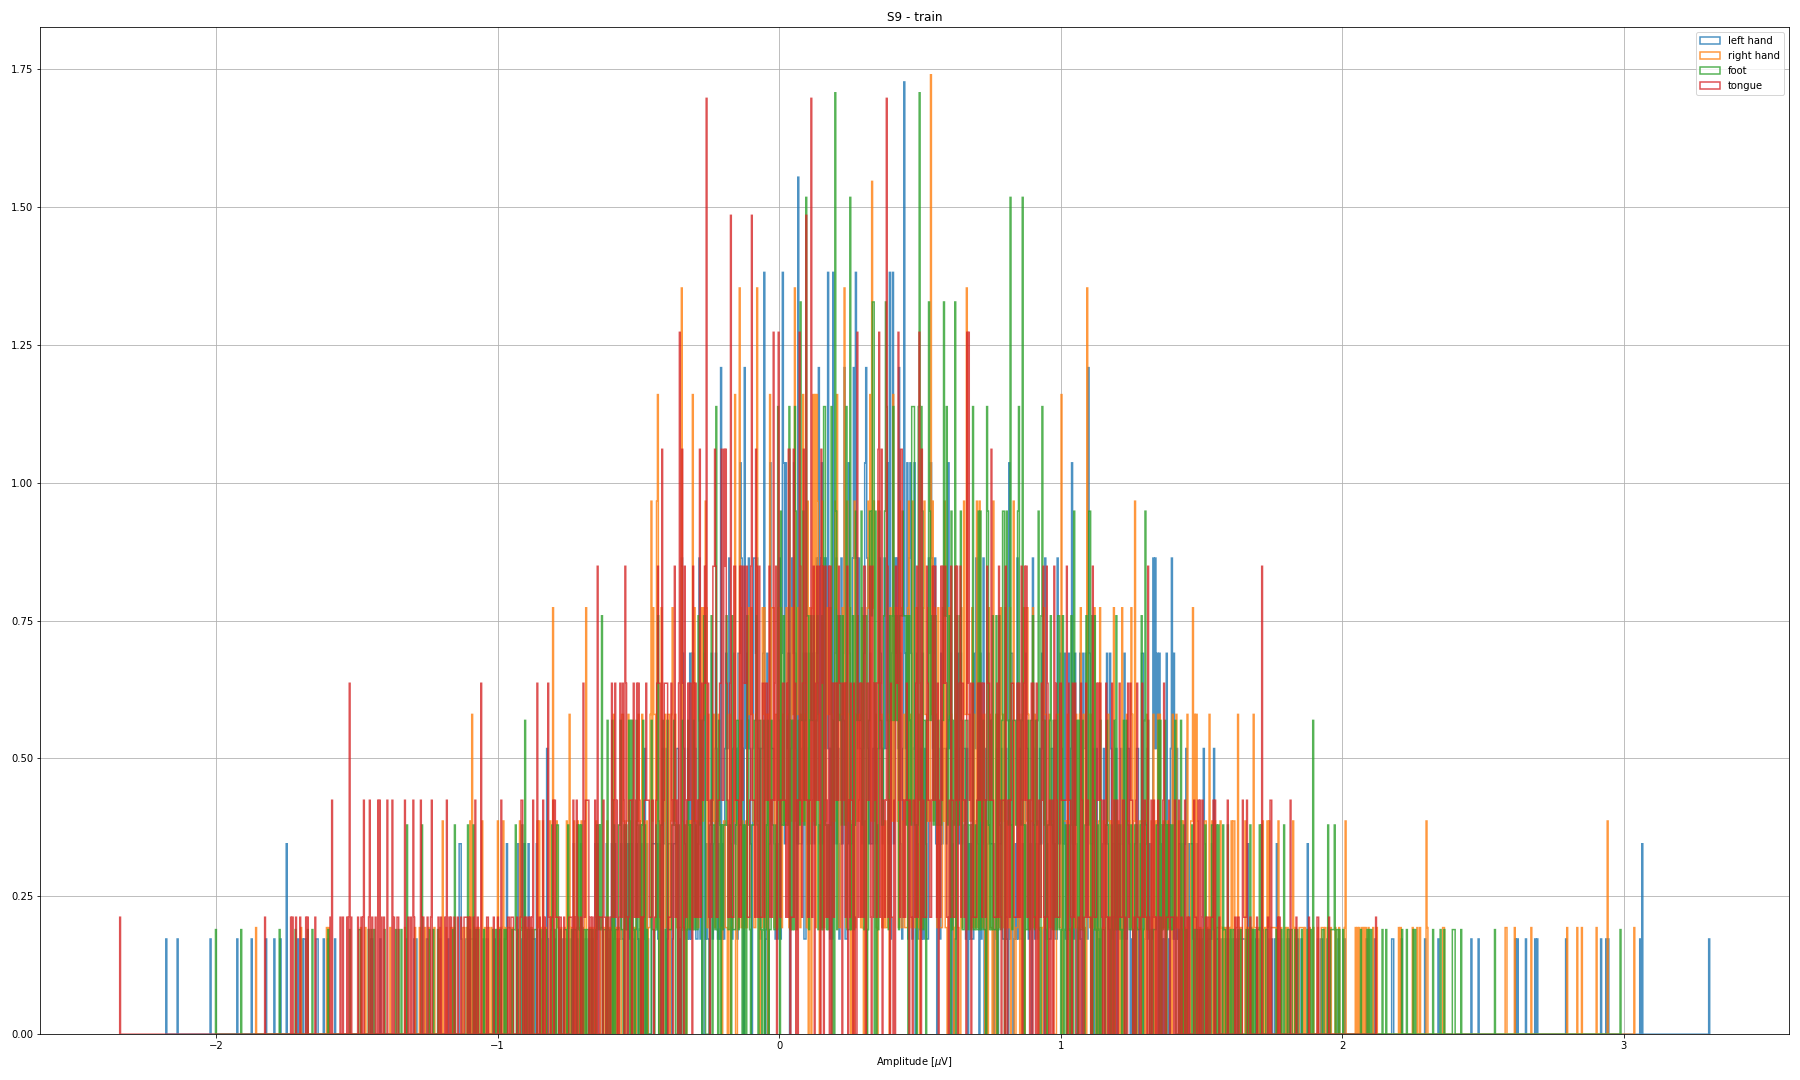 S9 - train
left hand
right hand
foot
tongue
1.75
1.50
1.25
1.00
0.75
0.50
0.25
0.00
−2 −1 0 1 2 3
Amplitude [μV]